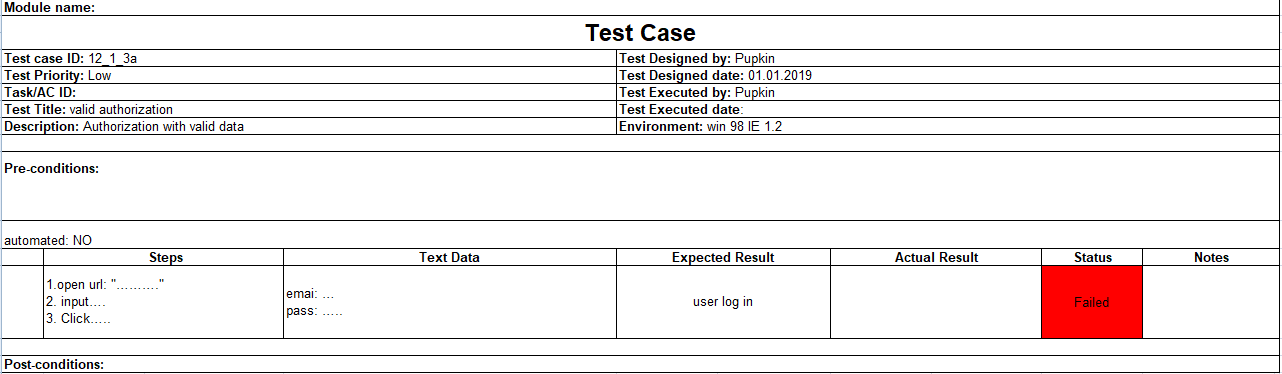 Module name:
Test Case
Test case ID: 12_1_3a
Test Designed by: Pupkin
Test Priority: Low
Test Designed date: 01.01.2019
Task/AC ID:
Test Executed by: Pupkin
Test Title: valid authorization
Test Executed date:
Description: Authorization with valid data
Environment: win 98 IE 1.2
Pre-conditions:
automated: NO
Steps
Text Data
Expected Result
Actual Result
Status
Notes
1.open url: "………."
2. input….
3. Click…..
emai: …
pass: …..
user log in
Failed
Post-conditions: